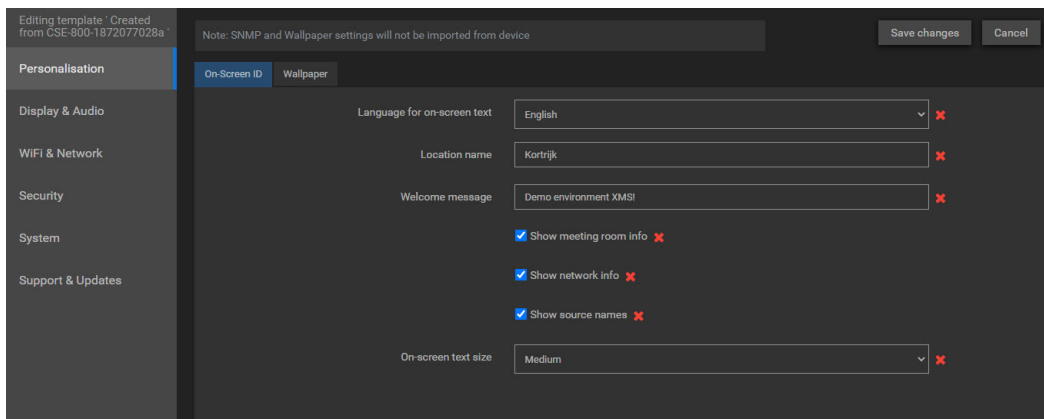 Editing template ' Created
from CSE-800-1872077028a '
Note: SNMP and Wallpaper settings will not be imported from device
Save changes
Cancel
Personalisation
Display & Audio
WiFi & Network
Security
System
Support & Updates
On-Screen ID
Wallpaper
Language for on-screen text
English
Location name
Kortrijk
Welcome message
Demo environment XMS!
Show meeting room info
Show network info
Show source names
On-screen text size
Medium